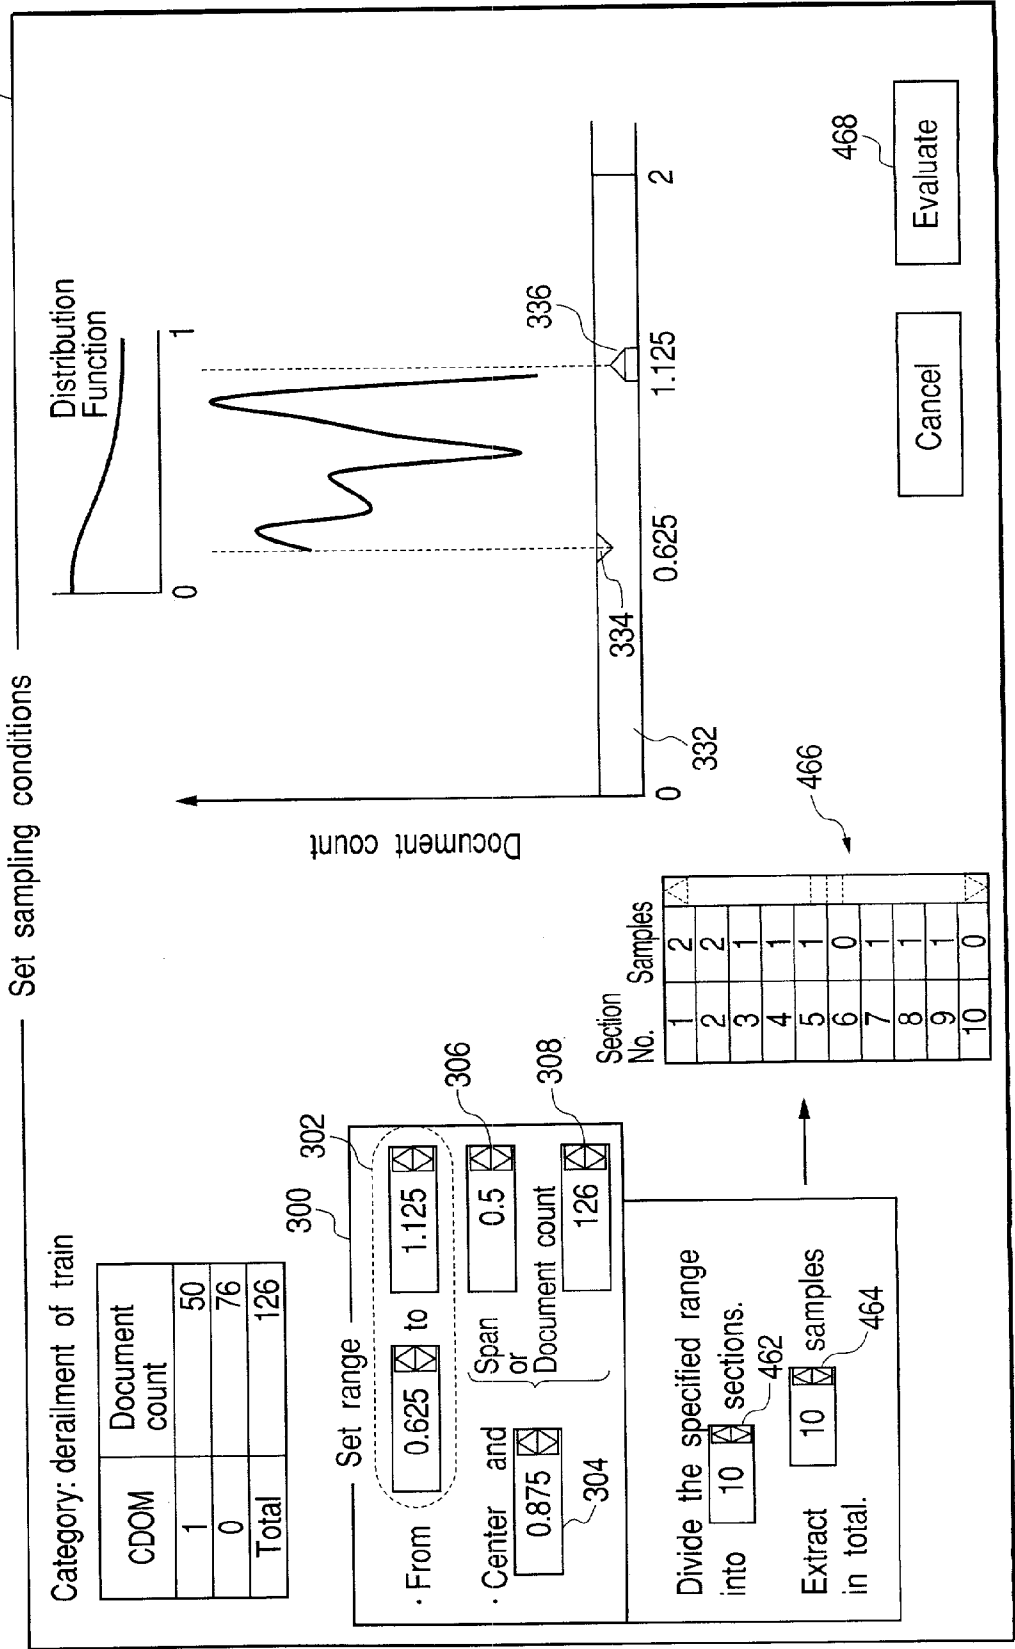 Set sampling conditions
Category: derailment of train
CDOM Document count
1 50
0 76
Total 126
Set range
300
302
· From 0.625 to 1.125
· Center and Span or Document count
0.875
0.5
126
304
306
308
Divide the specified range
into 10 sections.
462
Extract 10 samples
in total.
464
Section No. Samples
1 2
2 2
3 1
4 1
5 1
6 0
7 1
8 1
9 1
10 0
466
Distribution
Function
0 1
Document count
334
336
332
0 0.625 1.125 2
Cancel
Evaluate
468